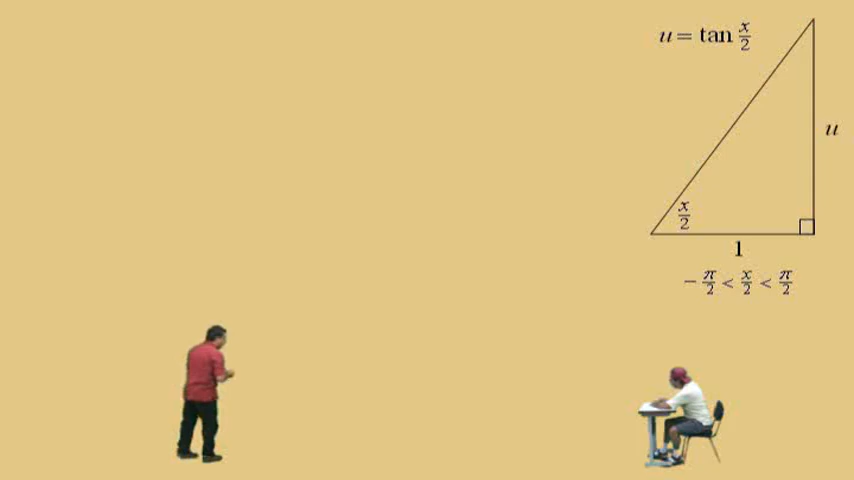 u = tan x/2
u
x/2
1
− π/2 < x/2 < π/2